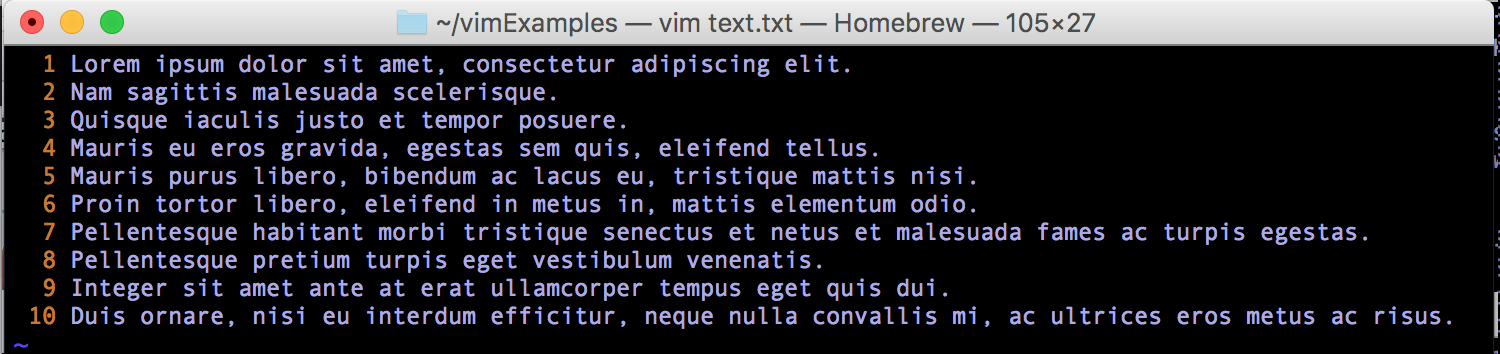 ~/vimExamples — vim text.txt — Homebrew — 105×27
1 Lorem ipsum dolor sit amet, consectetur adipiscing elit.
2 Nam sagittis malesuada scelerisque.
3 Quisque iaculis justo et tempor posuere.
4 Mauris eu eros gravida, egestas sem quis, eleifend tellus.
5 Mauris purus libero, bibendum ac lacus eu, tristique mattis nisi.
6 Proin tortor libero, eleifend in metus in, mattis elementum odio.
7 Pellentesque habitant morbi tristique senectus et netus et malesuada fames ac turpis egestas.
8 Pellentesque pretium turpis eget vestibulum venenatis.
9 Integer sit amet ante at erat ullamcorper tempus eget quis dui.
10 Duis ornare, nisi eu interdum efficitur, neque nulla convallis mi, ac ultrices eros metus ac risus.
~